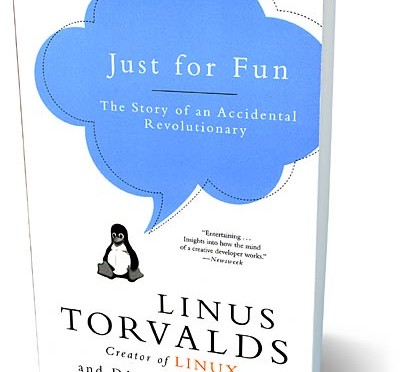 Just for Fun
The Story of an Accidental
Revolutionary
"Entertaining . . .
Insights into how the mind
of a creative developer works."
—Newsweek
LINUS
TORVALDS
Creator of LINUX
and